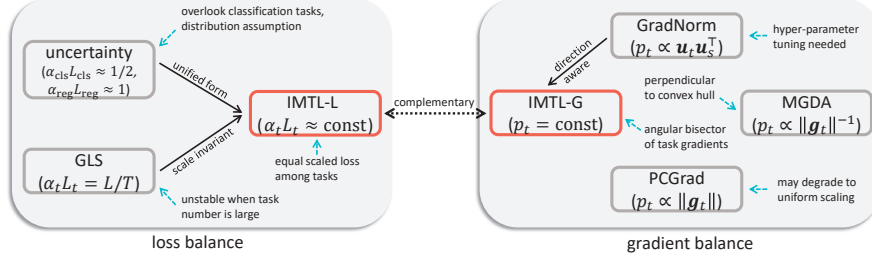 overlook classification tasks,
distribution assumption
uncertainty
(α_cls L_cls ≈ 1/2,
α_reg L_reg ≈ 1)
unified form
IMTL-L
(α_t L_t ≈ const)
scale invariant
GLS
(α_t L_t = L/T)
equal scaled loss
among tasks
unstable when task
number is large
loss balance
complementary
GradNorm
(p_t ∝ u_t u_s^⊤)
hyper-parameter
tuning needed
direction
aware
IMTL-G
(p_t = const)
perpendicular
to convex hull
MGDA
(p_t ∝ ‖g_t‖^−1)
angular bisector
of task gradients
PCGrad
(p_t ∝ ‖g_t‖)
may degrade to
uniform scaling
gradient balance